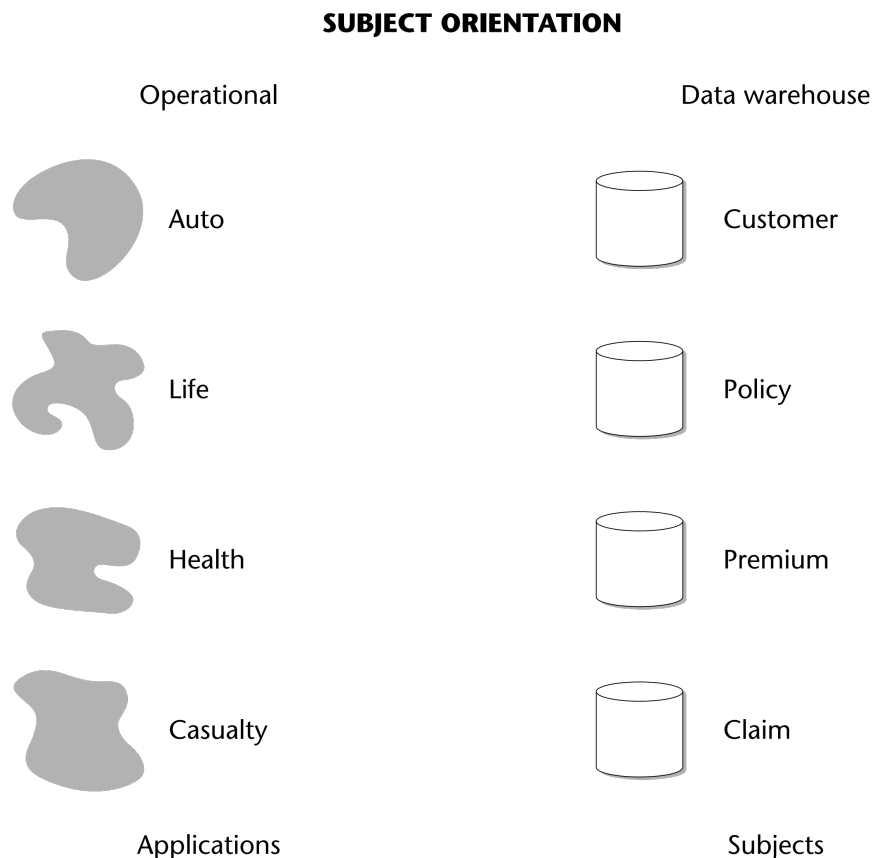 SUBJECT ORIENTATION
Operational
Data warehouse
Auto
Customer
Life
Policy
Health
Premium
Casualty
Claim
Applications
Subjects